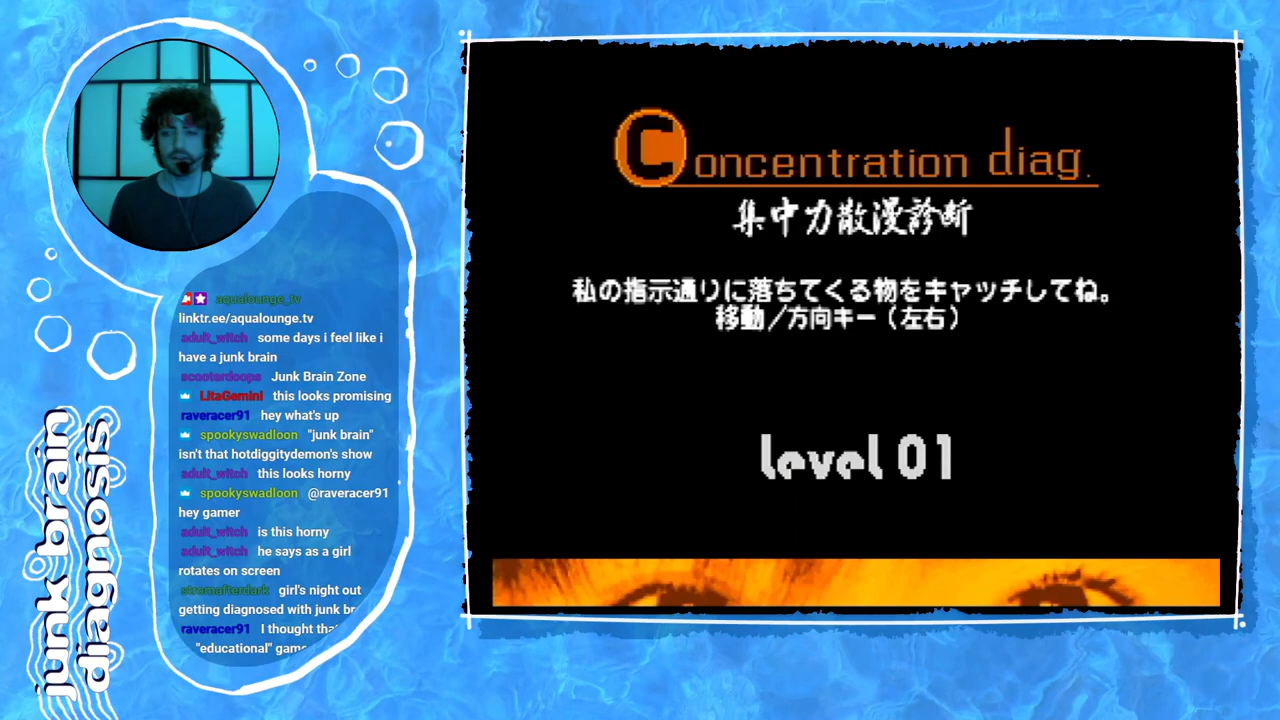 aqualounge_tv
linktr.ee/aqualounge.tv
adult_witch some days i feel like i
have a junk brain
scooterdoops Junk Brain Zone
LitaGemini this looks promising
raveracer91 hey what's up
spookyswadloon "junk brain"
isn't that hotdiggitydemon's show
adult_witch this looks horny
spookyswadloon @raveracer91
hey gamer
adult_witch is this horny
adult_witch he says as a girl
rotates on screen
stromafterdark girl's night out
getting diagnosed with junk br
raveracer91 I thought
"educational"
junk brain
diagnosis
Concentration diag.
集中力散漫診断
私の指示通りに落ちてくる物をキャッチしてね。
移動/方向キー(左右)
level 01